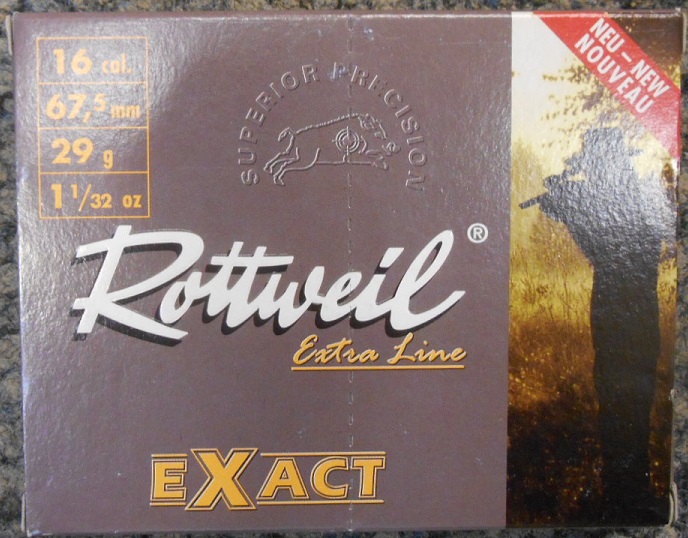 16 cal.
67,5 mm
29 g
1 1/32 oz
SUPERIOR PRECISION
NEU – NEW
NOUVEAU
Rottweil®
Extra Line
EXACT